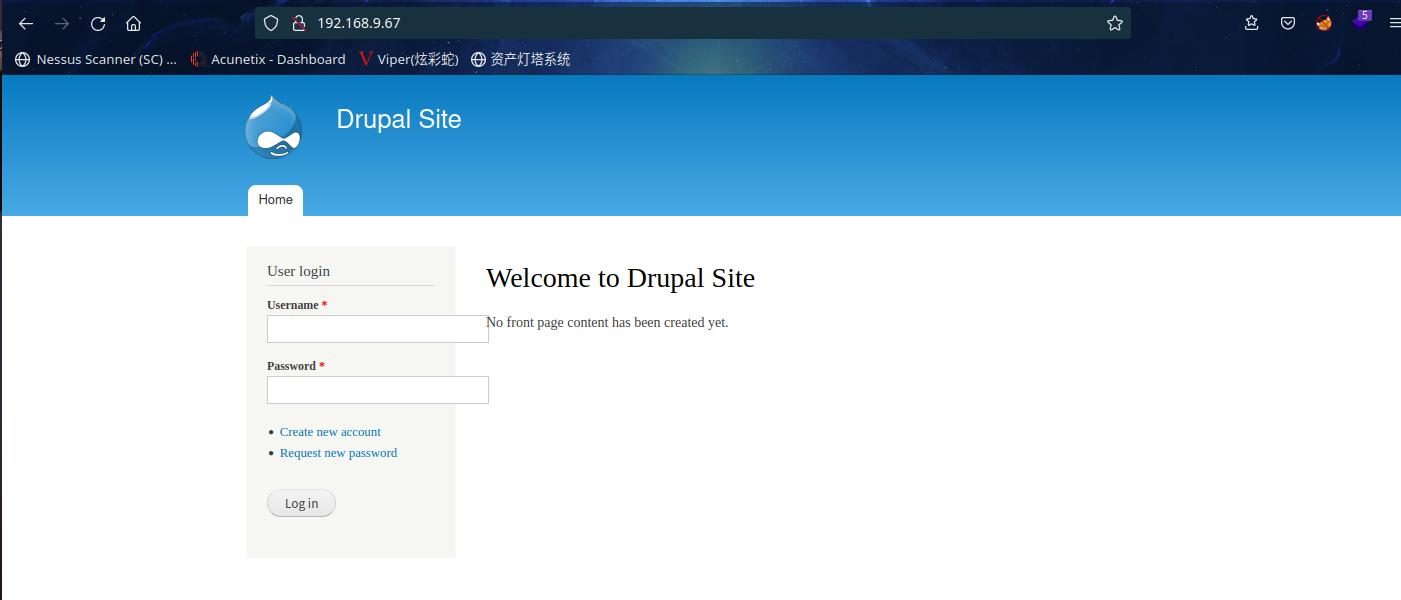 192.168.9.67
5
Nessus Scanner (SC) ... Acunetix - Dashboard Viper(炫彩蛇) 资产灯塔系统
Drupal Site
Home
User login
Username *
Password *
Create new account
Request new password
Log in
Welcome to Drupal Site
No front page content has been created yet.